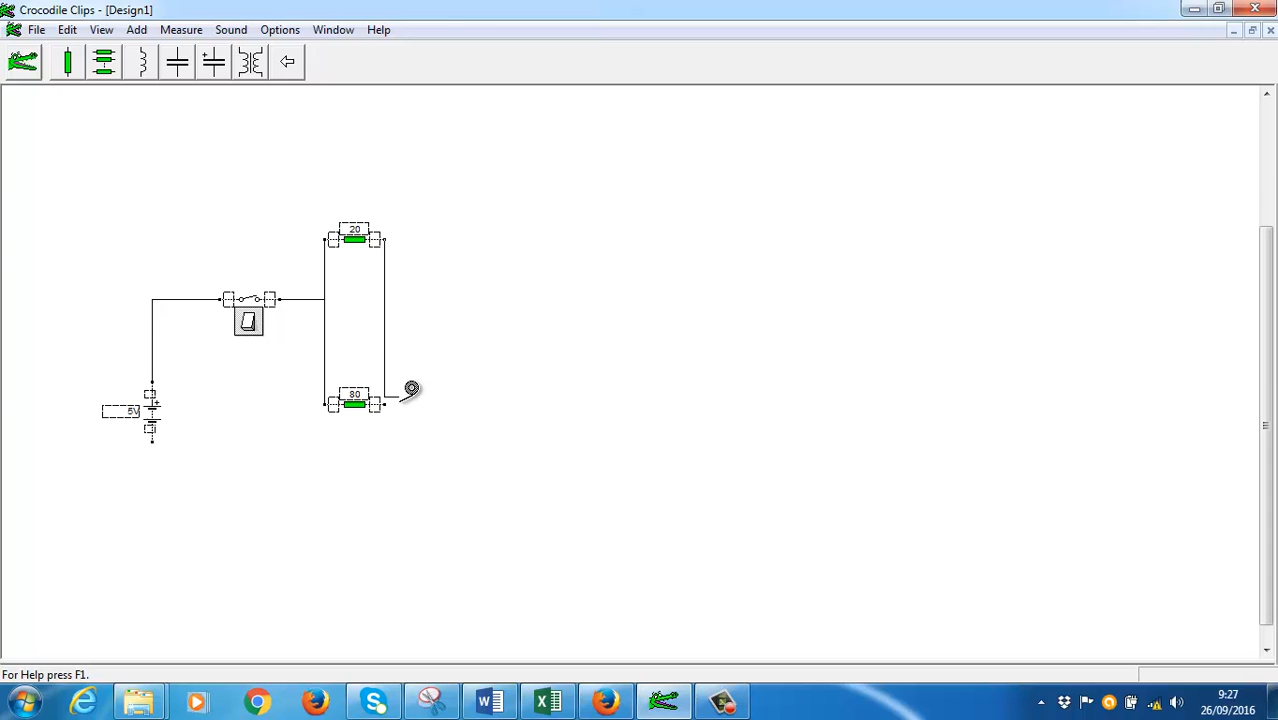 Crocodile Clips - [Design1]
File Edit View Add Measure Sound Options Window Help
20
80
5V
For Help press F1.
9:27
26/09/2016